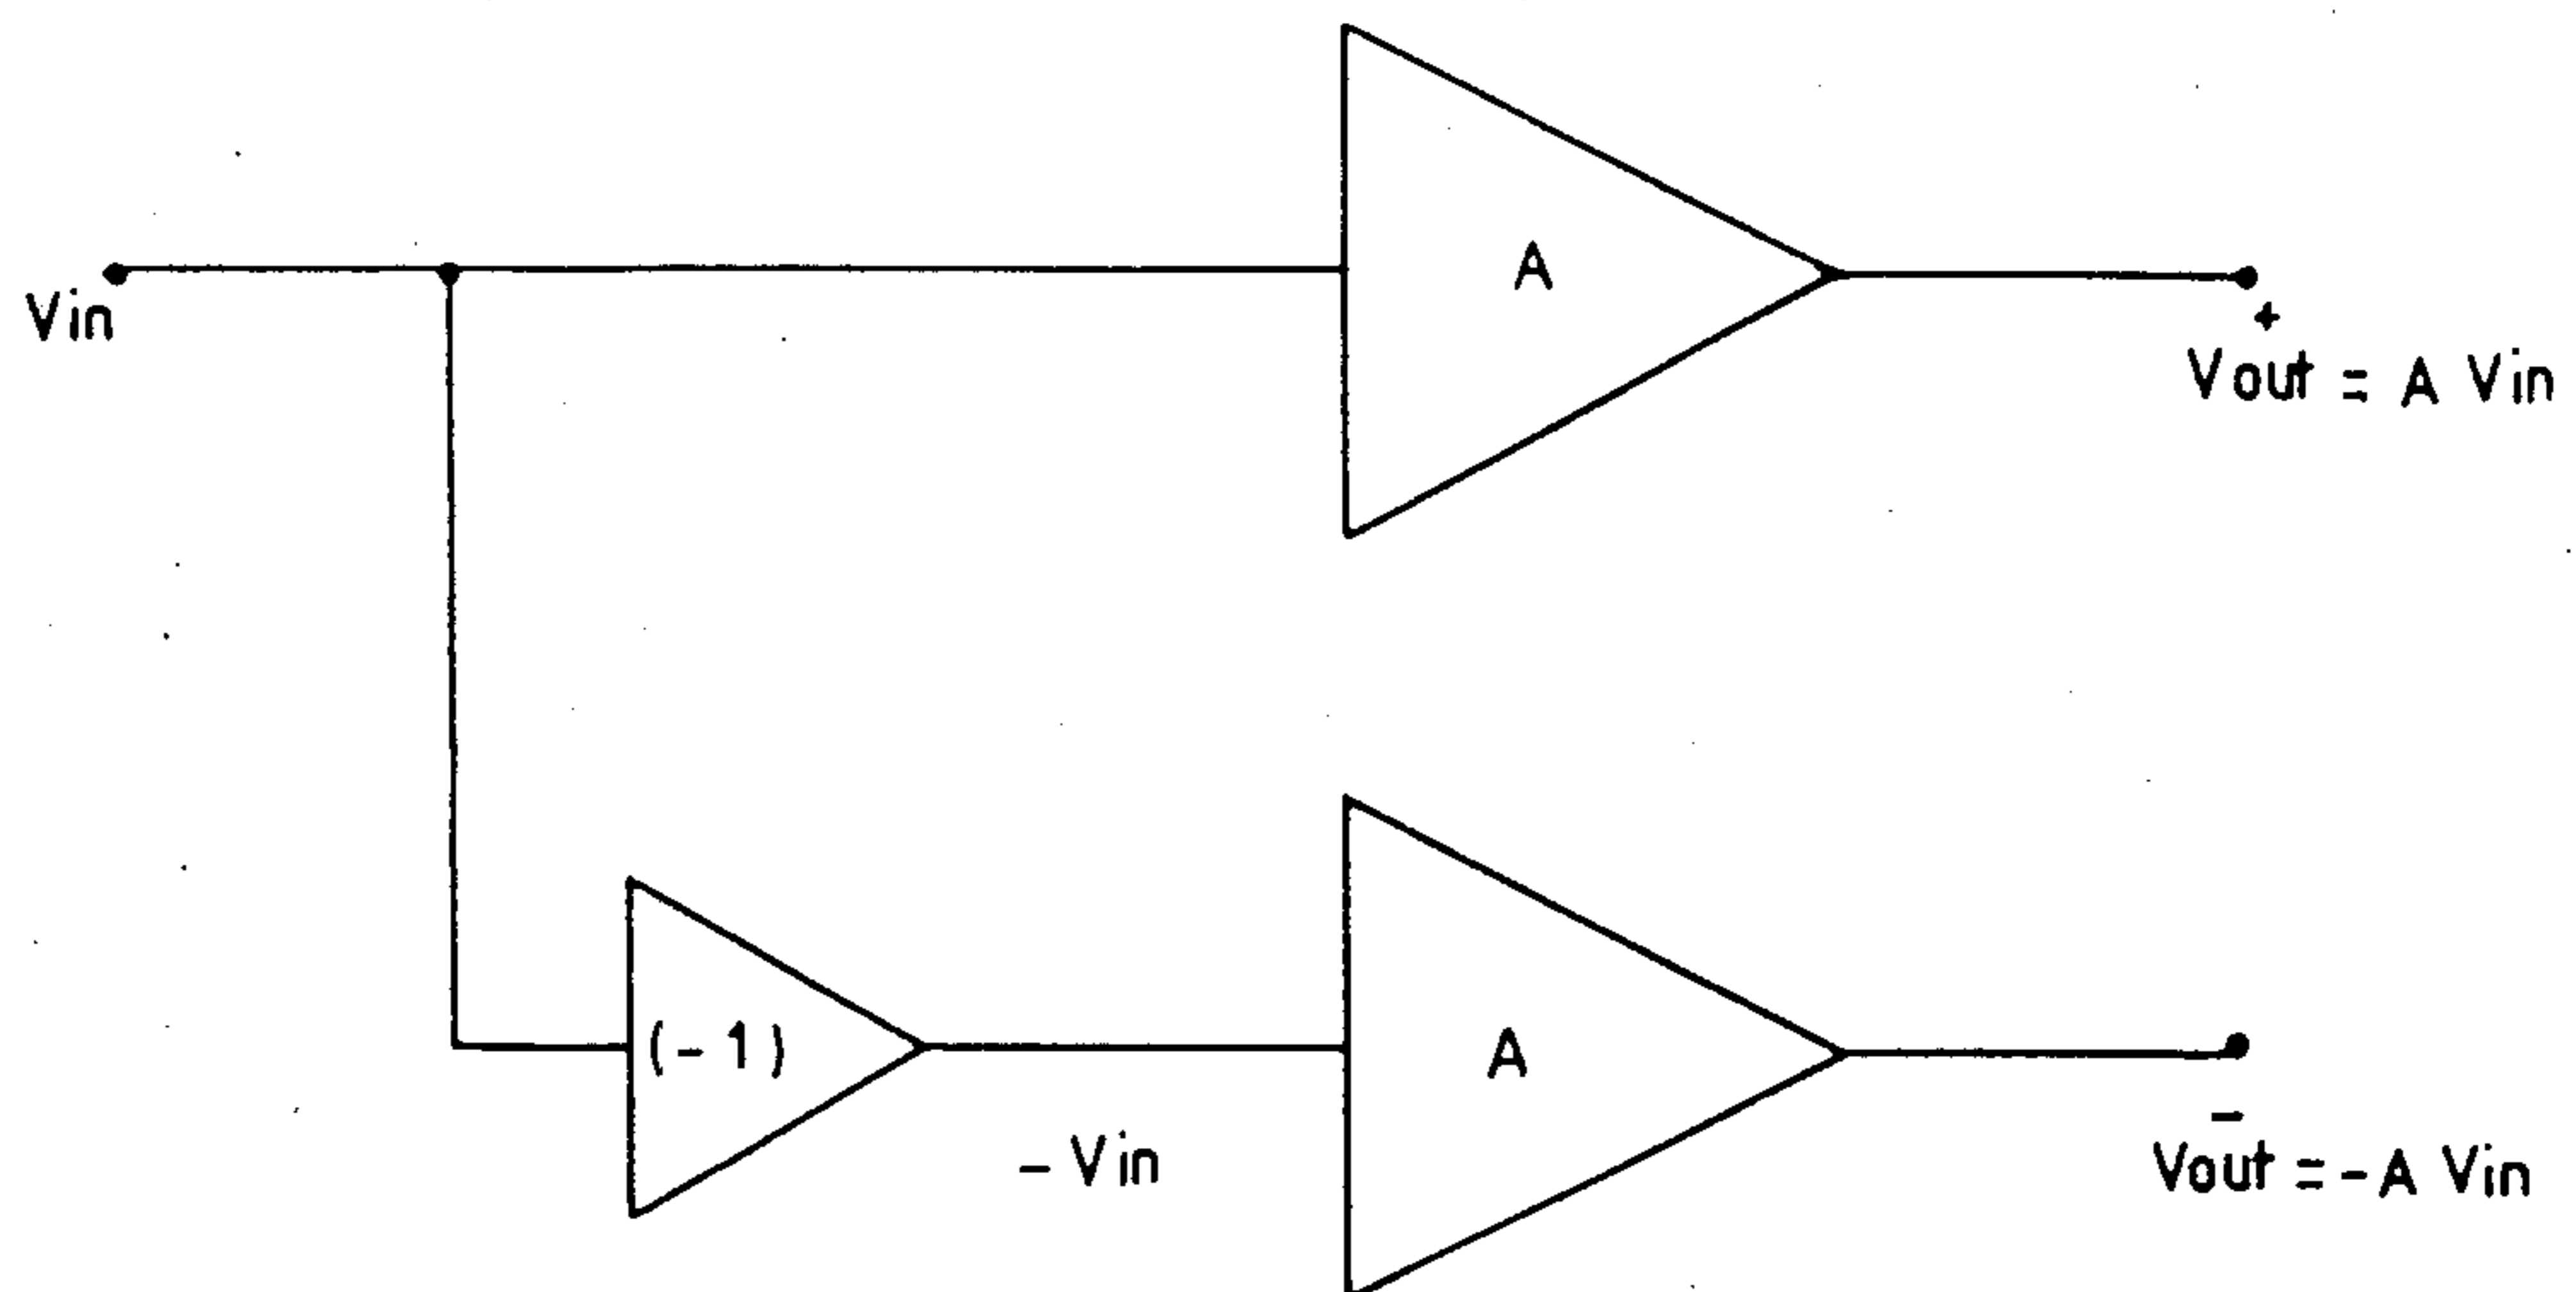 A
Vin
+
Vout = A Vin
(-1)
A
- Vin
-
Vout = -A Vin